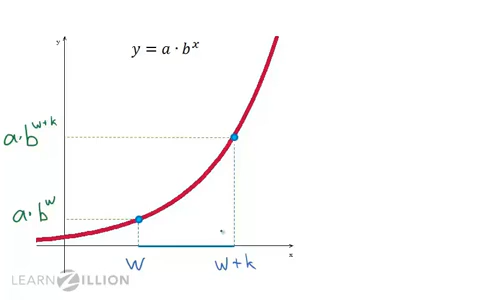 y
y = a · b^x
a·b^{w+k}
a·b^w
x
w
w+k
LEARNZILLION